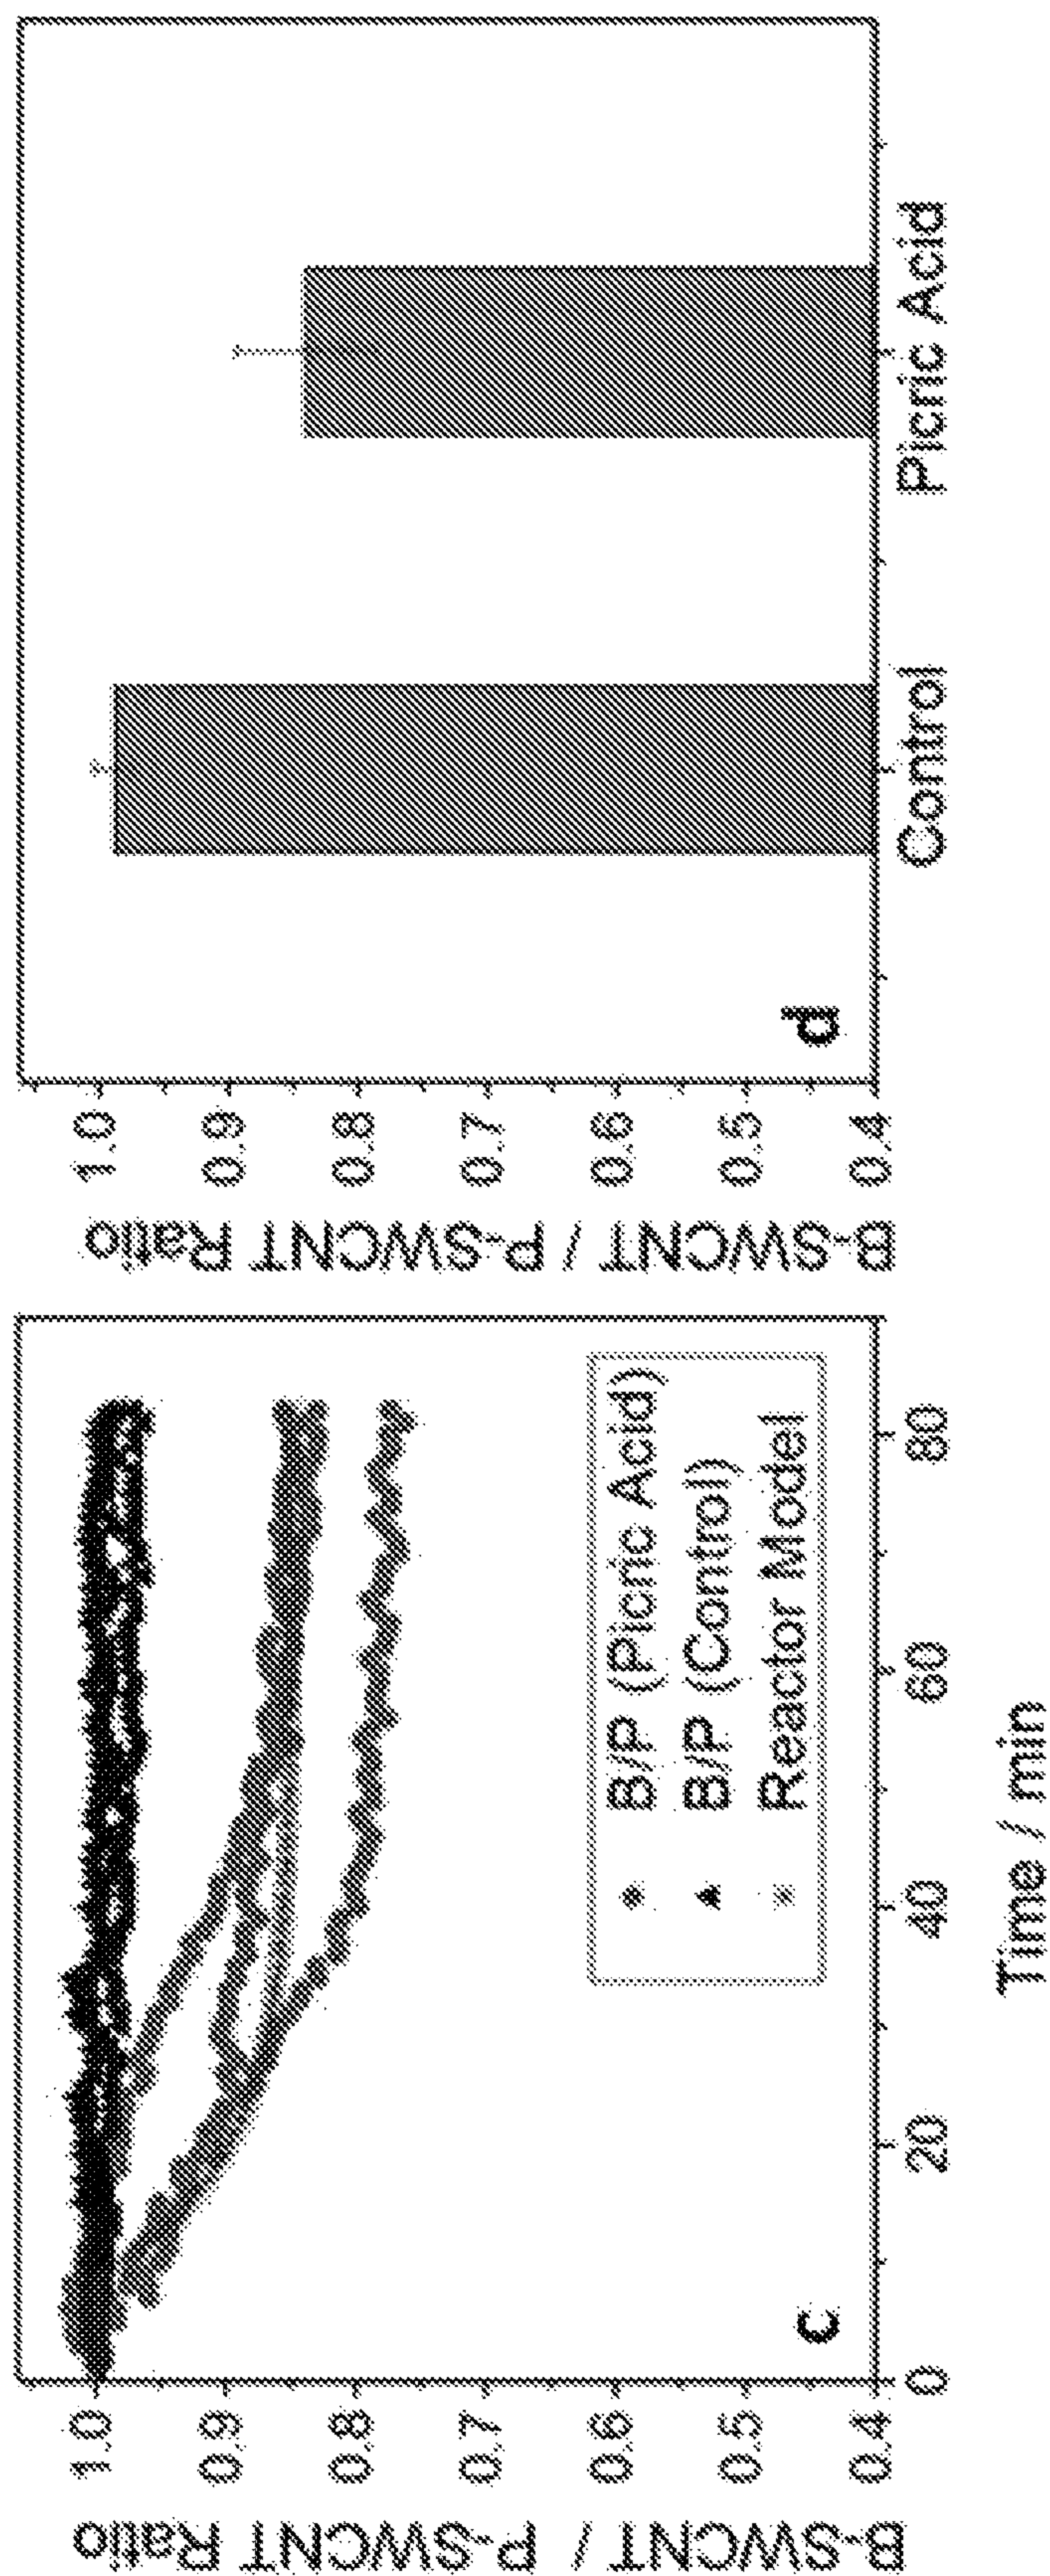 B-SWCNT / P-SWCNT Ratio
1.0
0.9
0.8
0.7
0.6
0.5
0.4
c
B/P (Picric Acid)
B/P (Control)
Reactor Model
0 20 40 60 80
Time / min
B-SWCNT / P-SWCNT Ratio
1.0
0.9
0.8
0.7
0.6
0.5
0.4
d
Control Picric Acid